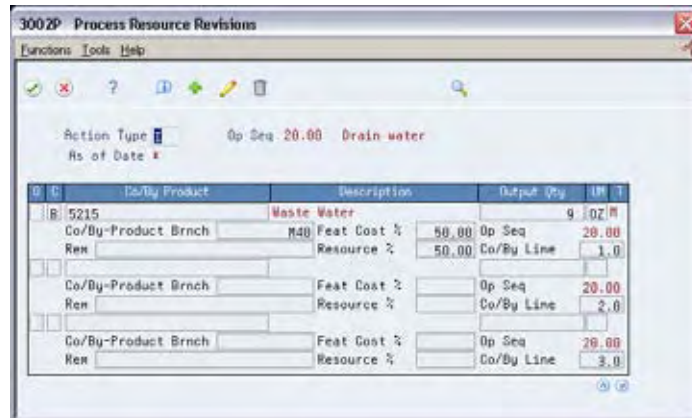 3002P Process Resource Revisions
Functions Tools Help
?
Action Type I Op Seq 20.00 Drain water
As of Date *
O C Co/By Product Description Output Qty UM T
B 5215 Waste Water 9 OZ M
Co/By-Product Brnch M40 Feat Cost % 50.00 Op Seq 20.00
Rem Resource % 50.00 Co/By Line 1.0
Co/By-Product Brnch Feat Cost % Op Seq 20.00
Rem Resource % Co/By Line 2.0
Co/By-Product Brnch Feat Cost % Op Seq 20.00
Rem Resource % Co/By Line 3.0